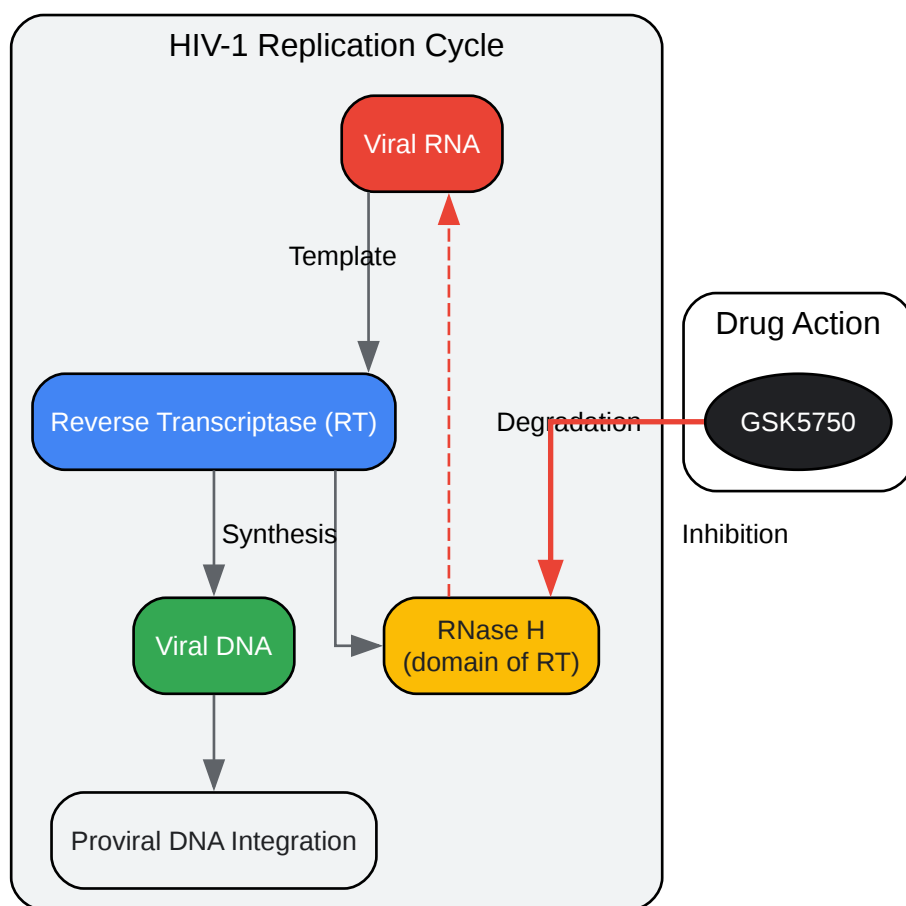 HIV-1 Replication Cycle
Viral RNA
Template
Drug Action
Reverse Transcriptase (RT)
Degradation
GSK5750
Synthesis
Inhibition
Viral DNA
RNase H
(domain of RT)
Proviral DNA Integration